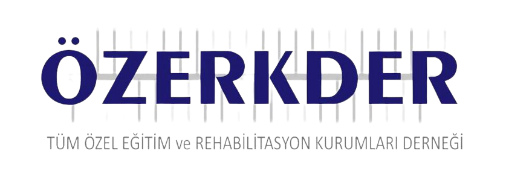 ÖZERKDER
TÜM ÖZEL EĞİTİM ve REHABİLİTASYON KURUMLARI DERNEĞİ